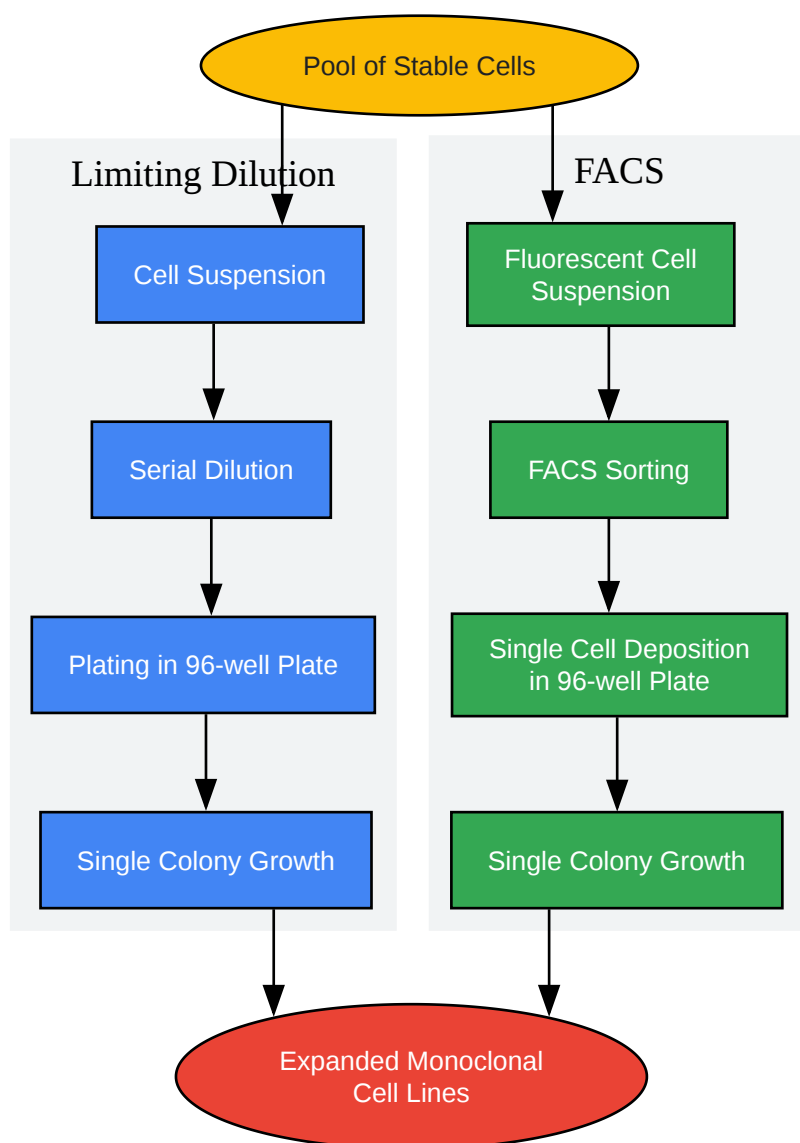 Pool of Stable Cells
Limiting Dilution
Cell Suspension
Serial Dilution
Plating in 96-well Plate
Single Colony Growth
FACS
Fluorescent Cell
Suspension
FACS Sorting
Single Cell Deposition
in 96-well Plate
Single Colony Growth
Expanded Monoclonal
Cell Lines